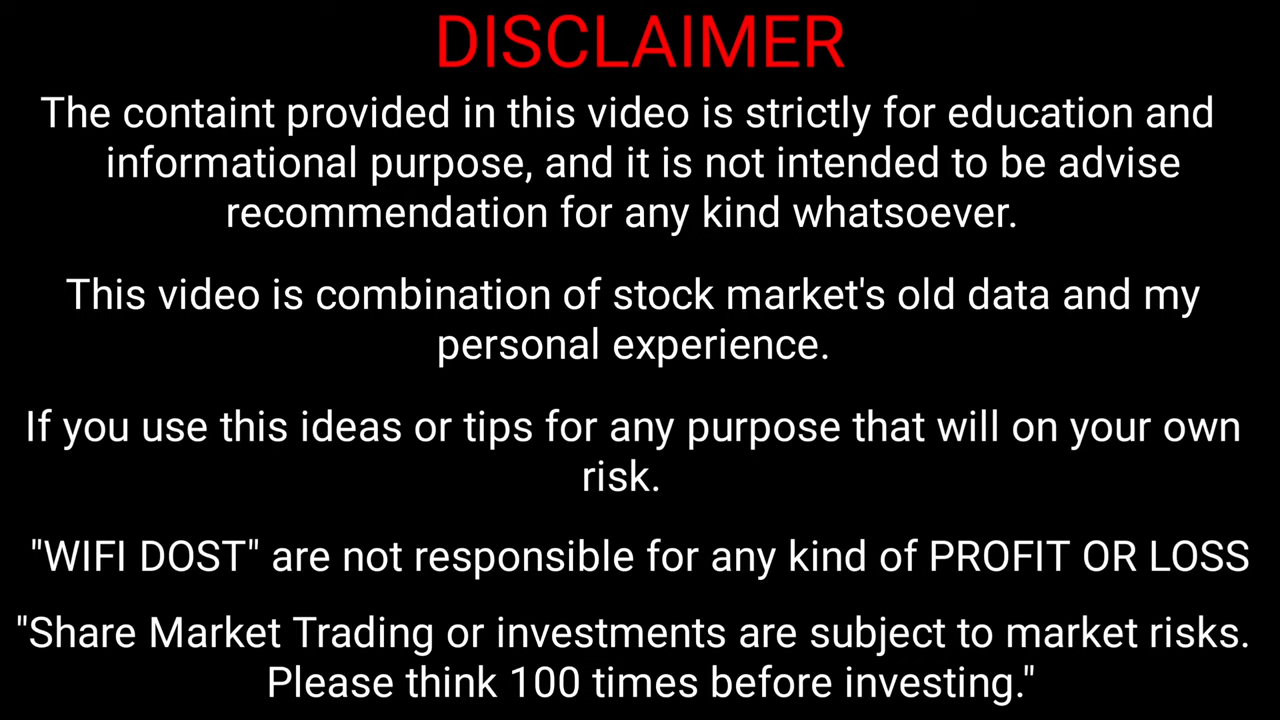 DISCLAIMER
The containt provided in this video is strictly for education and
informational purpose, and it is not intended to be advise
recommendation for any kind whatsoever.
This video is combination of stock market's old data and my
personal experience.
If you use this ideas or tips for any purpose that will on your own
risk.
"WIFI DOST" are not responsible for any kind of PROFIT OR LOSS
"Share Market Trading or investments are subject to market risks.
Please think 100 times before investing."